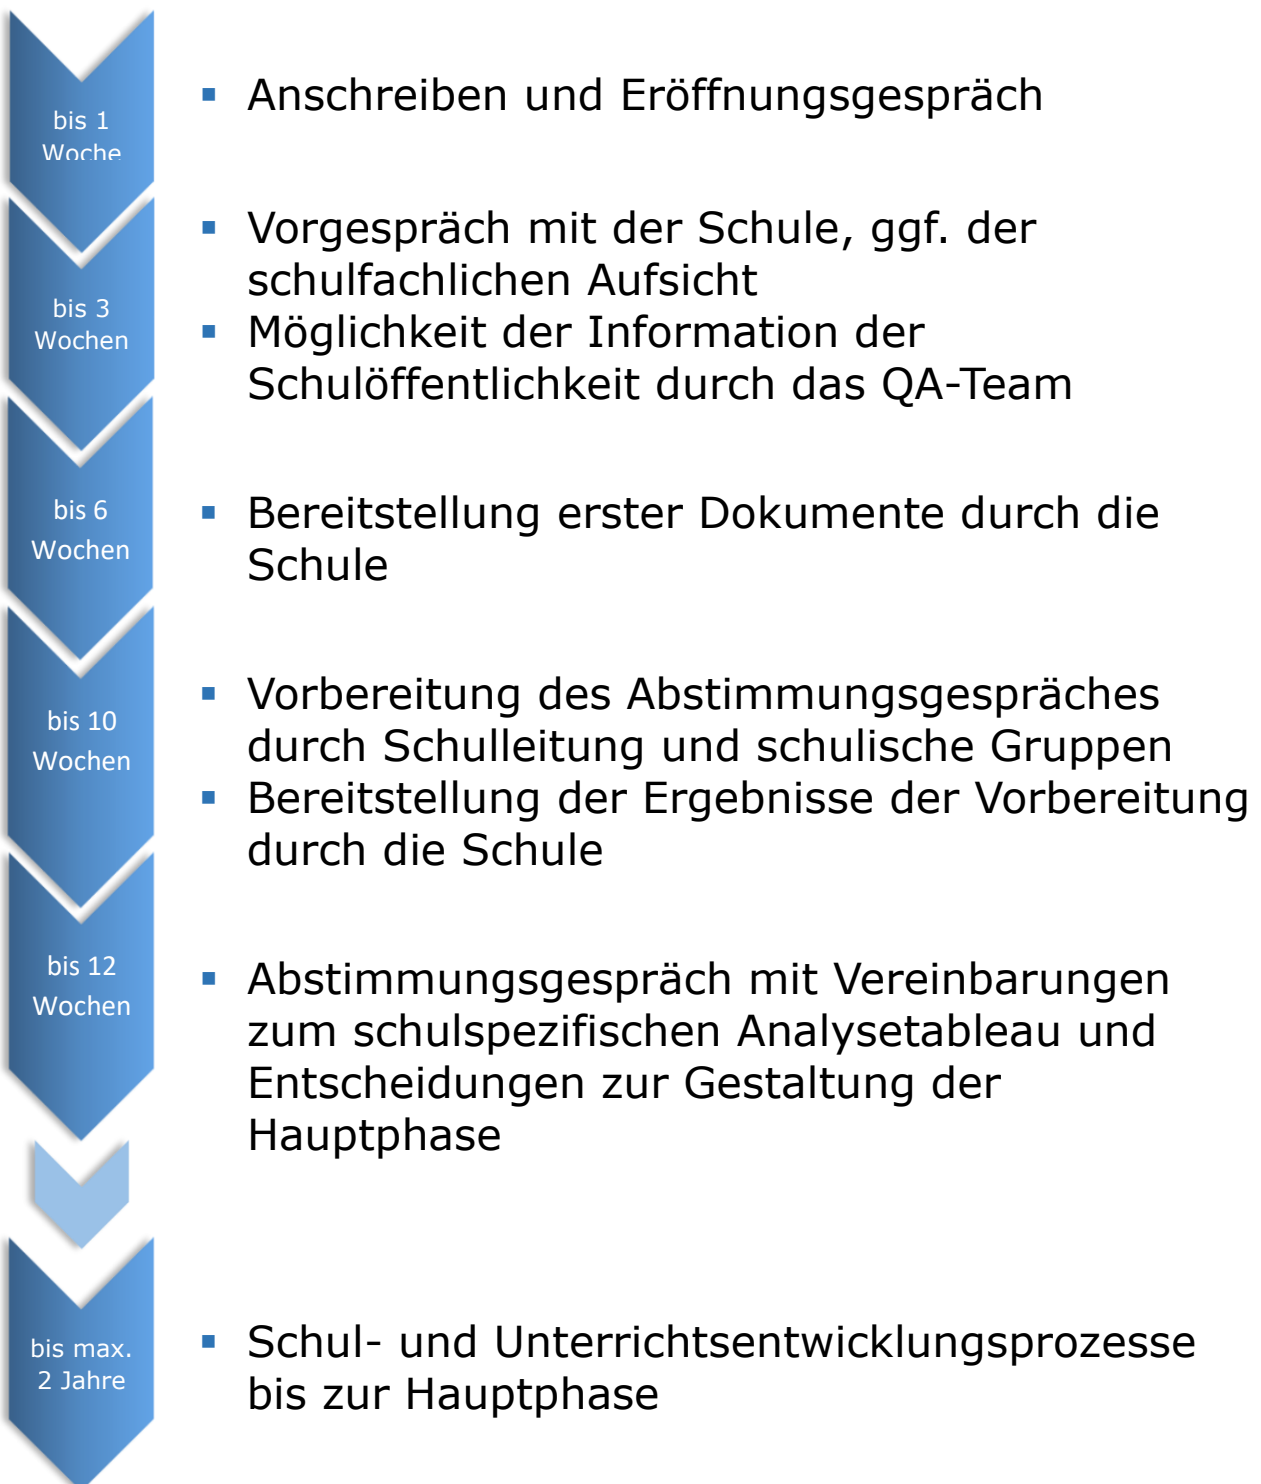 bis 1
Woche
▪ Anschreiben und Eröffnungsgespräch
bis 3
Wochen
▪ Vorgespräch mit der Schule, ggf. der
schulfachlichen Aufsicht
▪ Möglichkeit der Information der
Schulöffentlichkeit durch das QA-Team
bis 6
Wochen
▪ Bereitstellung erster Dokumente durch die
Schule
bis 10
Wochen
▪ Vorbereitung des Abstimmungsgespräches
durch Schulleitung und schulische Gruppen
▪ Bereitstellung der Ergebnisse der Vorbereitung
durch die Schule
bis 12
Wochen
▪ Abstimmungsgespräch mit Vereinbarungen
zum schulspezifischen Analysetableau und
Entscheidungen zur Gestaltung der
Hauptphase
bis max.
2 Jahre
▪ Schul- und Unterrichtsentwicklungsprozesse
bis zur Hauptphase